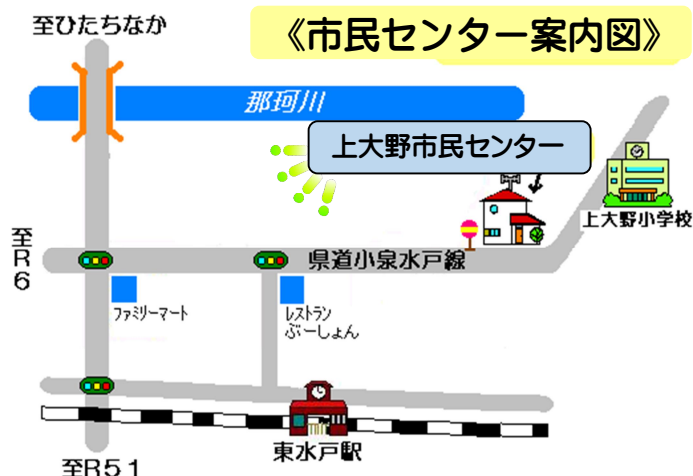 至ひたちなか
《市民センター案内図》
那珂川
上大野市民センター
上大野小学校
至R6
県道小泉水戸線
ファミリーマート
レストラン
ぶーしょん
東水戸駅
至R51